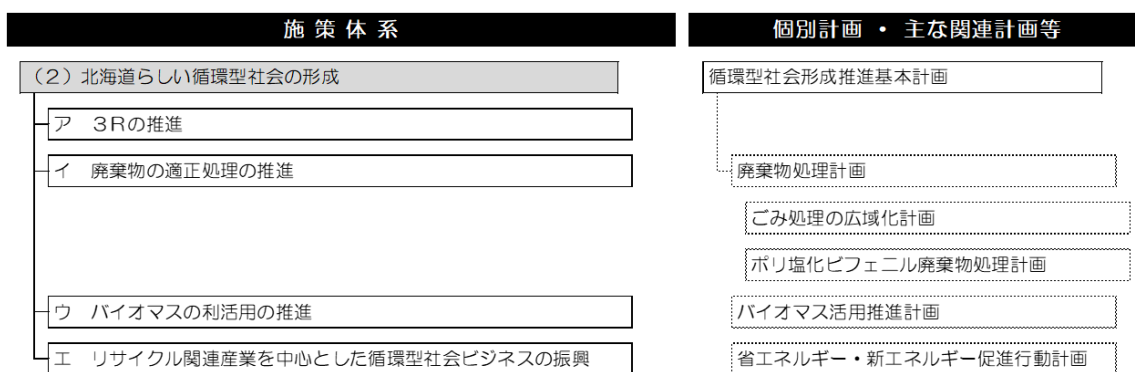 施策体系 個別計画 ・ 主な関連計画等
(2)北海道らしい循環型社会の形成 循環型社会形成推進基本計画
ア 3Rの推進
イ 廃棄物の適正処理の推進 廃棄物処理計画
ごみ処理の広域化計画
ポリ塩化ビフェニル廃棄物処理計画
ウ バイオマスの利活用の推進 バイオマス活用推進計画
エ リサイクル関連産業を中心とした循環型社会ビジネスの振興 省エネルギー・新エネルギー促進行動計画